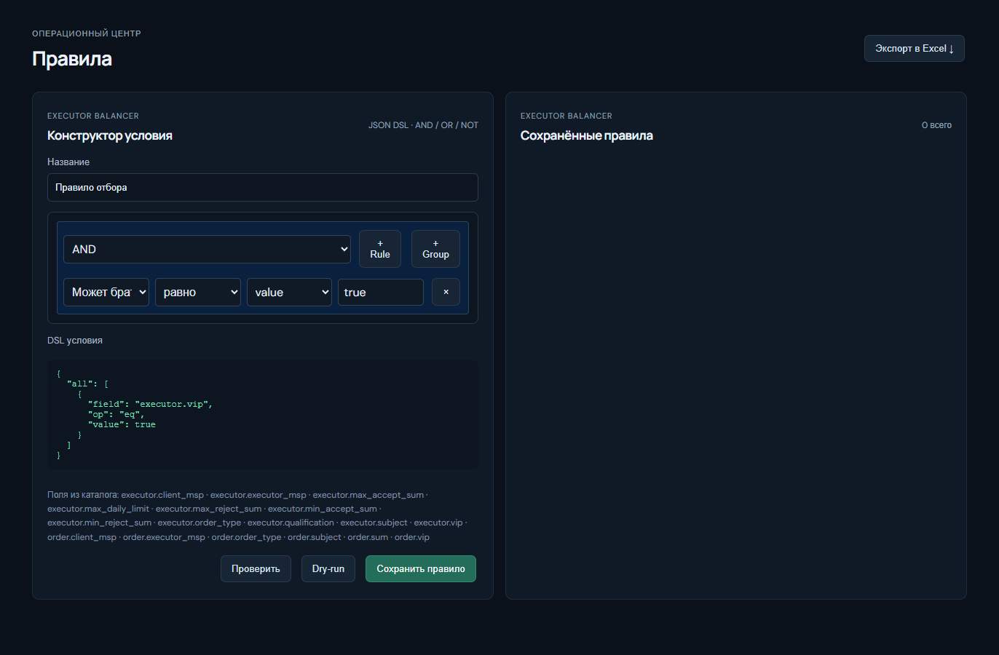 ОПЕРАЦИОННЫЙ ЦЕНТР
Правила
Экспорт в Excel ↓
EXECUTOR BALANCER
Конструктор условия
JSON DSL · AND / OR / NOT
Название
Правило отбора
AND
+ Rule
+ Group
Может брат
равно
value
true
×
DSL условия
{
  "all": [
    {
      "field": "executor.vip",
      "op": "eq",
      "value": true
    }
  ]
}
Поля из каталога: executor.client_msp · executor.executor_msp · executor.max_accept_sum ·
executor.max_daily_limit · executor.max_reject_sum · executor.min_accept_sum ·
executor.min_reject_sum · executor.order_type · executor.qualification · executor.subject · executor.vip ·
order.client_msp · order.executor_msp · order.order_type · order.subject · order.sum · order.vip
Проверить
Dry-run
Сохранить правило
EXECUTOR BALANCER
Сохранённые правила
0 всего